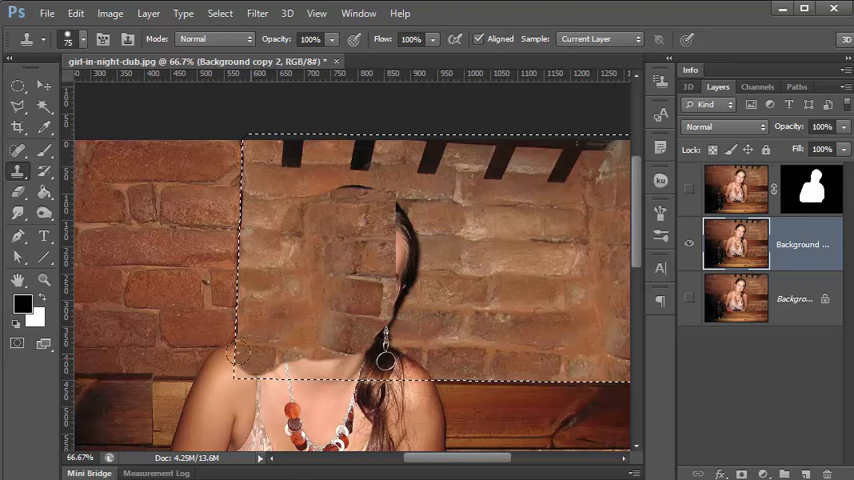 Ps File Edit Image Layer Type Select Filter 3D View Window Help
75 Mode: Normal Opacity: 100% Flow: 100% Aligned Sample: Current Layer 3D
girl-in-night-club.jpg @ 66.7% (Background copy 2, RGB/8#) * ×
Info
3D Layers Channels Paths
Kind
Normal Opacity: 100%
Lock: Fill: 100%
Background ...
Backgro...
ku
A
T
66.67% Doc: 4.25M/13.6M
Mini Bridge Measurement Log